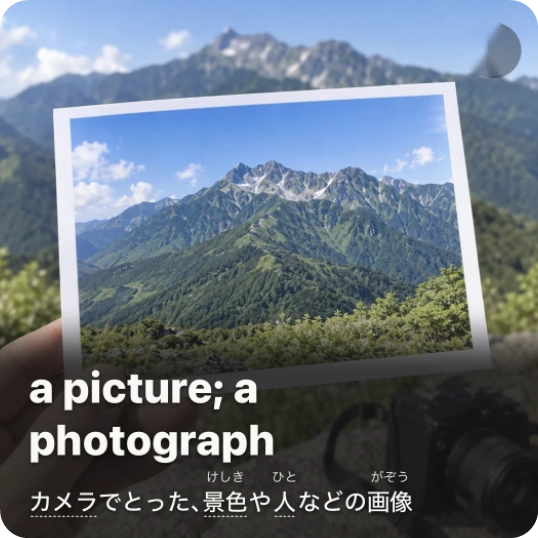 a picture; a
photograph
けしき ひと がぞう
カメラでとった、景色や人などの画像